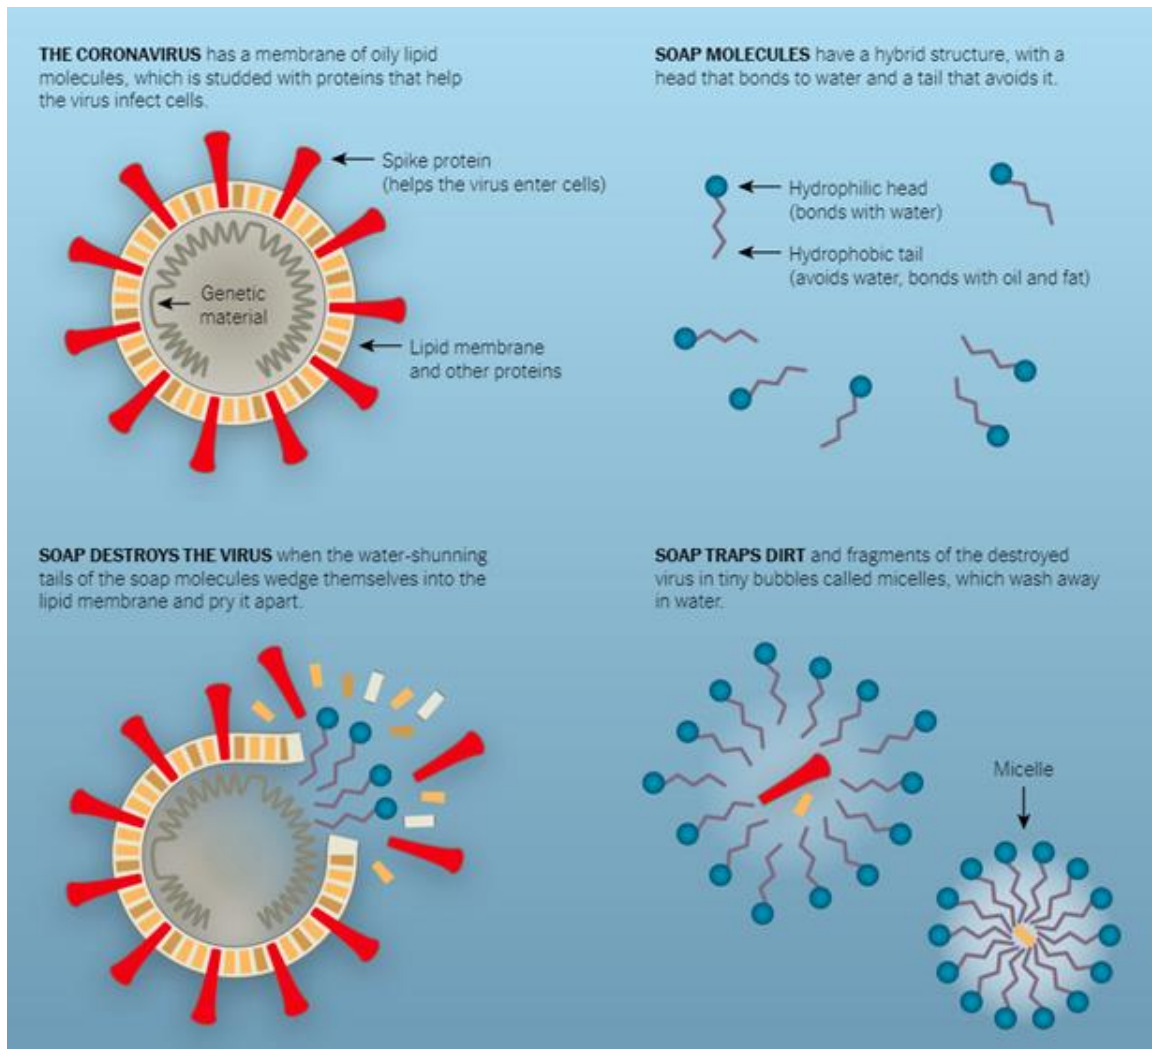 THE CORONAVIRUS has a membrane of oily lipid
molecules, which is studded with proteins that help
the virus infect cells.
Spike protein
(helps the virus enter cells)
Genetic
material
Lipid membrane
and other proteins
SOAP MOLECULES have a hybrid structure, with a
head that bonds to water and a tail that avoids it.
Hydrophilic head
(bonds with water)
Hydrophobic tail
(avoids water, bonds with oil and fat)
SOAP DESTROYS THE VIRUS when the water-shunning
tails of the soap molecules wedge themselves into the
lipid membrane and pry it apart.
SOAP TRAPS DIRT and fragments of the destroyed
virus in tiny bubbles called micelles, which wash away
in water.
Micelle